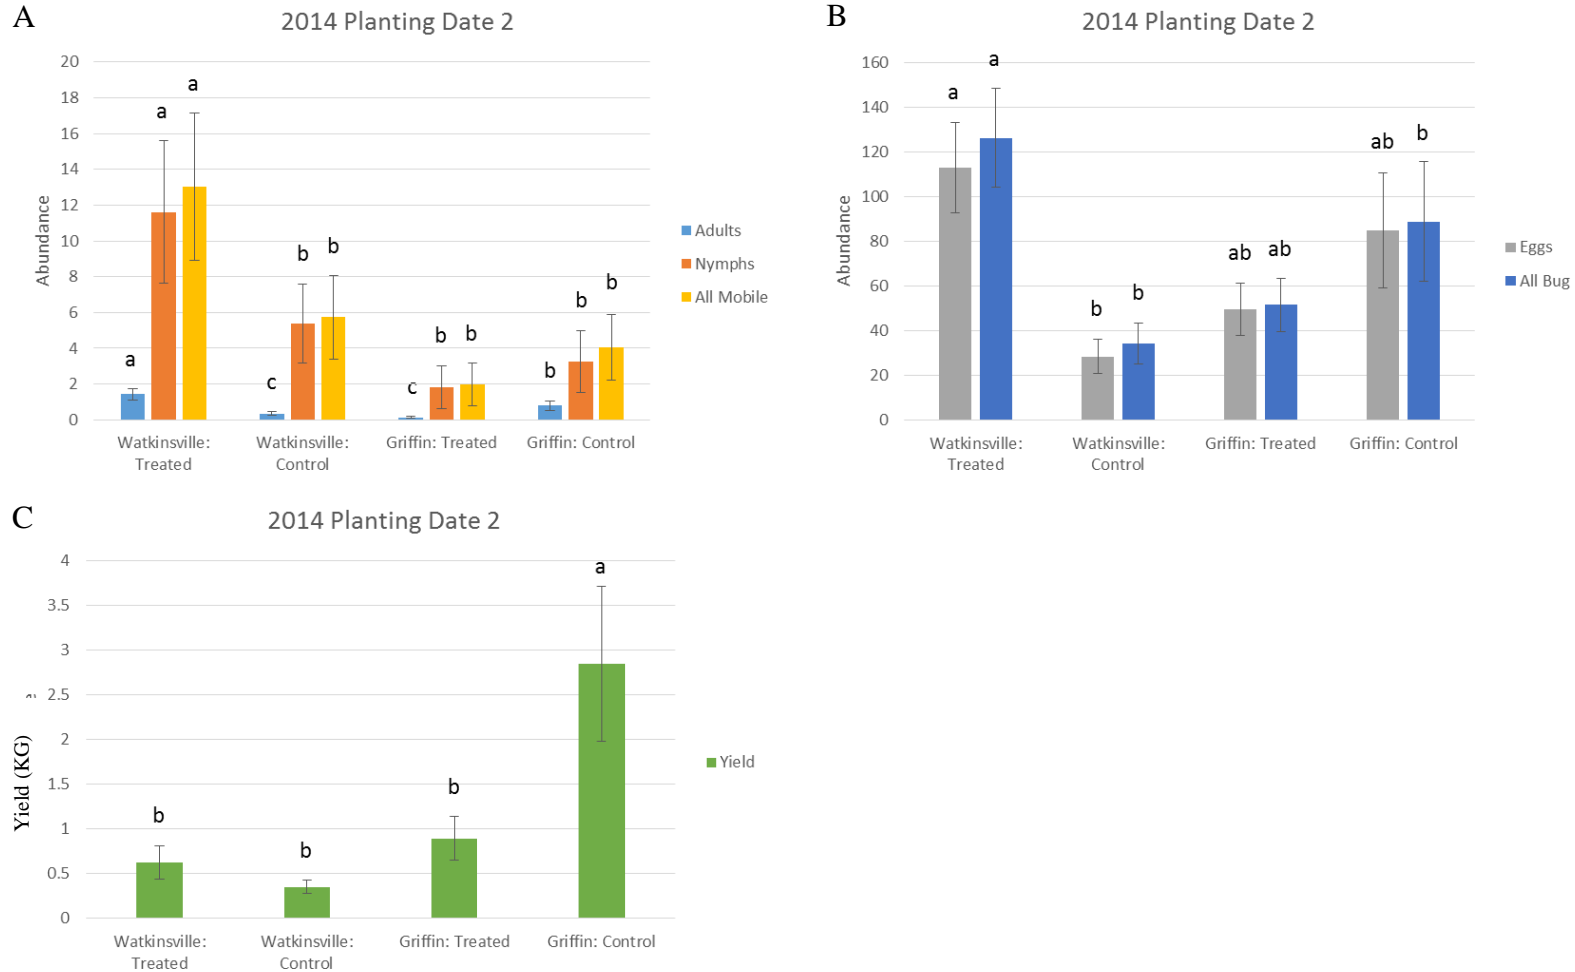 A
2014 Planting Date 2
20
18
16
14
12
10
8
6
4
2
0
Abundance
a
a
a
c
b
b
c
b
b
b
b
b
Watkinsville:
Treated
Watkinsville:
Control
Griffin: Treated
Griffin: Control
Adults
Nymphs
All Mobile
B
2014 Planting Date 2
160
140
120
100
80
60
40
20
0
Abundance
a
a
b
b
ab
ab
ab
b
Watkinsville:
Treated
Watkinsville:
Control
Griffin: Treated
Griffin: Control
Eggs
All Bug
C
2014 Planting Date 2
4
3.5
3
2.5
2
1.5
1
0.5
0
Yield (KG)
b
b
b
a
Watkinsville:
Treated
Watkinsville:
Control
Griffin: Treated
Griffin: Control
Yield